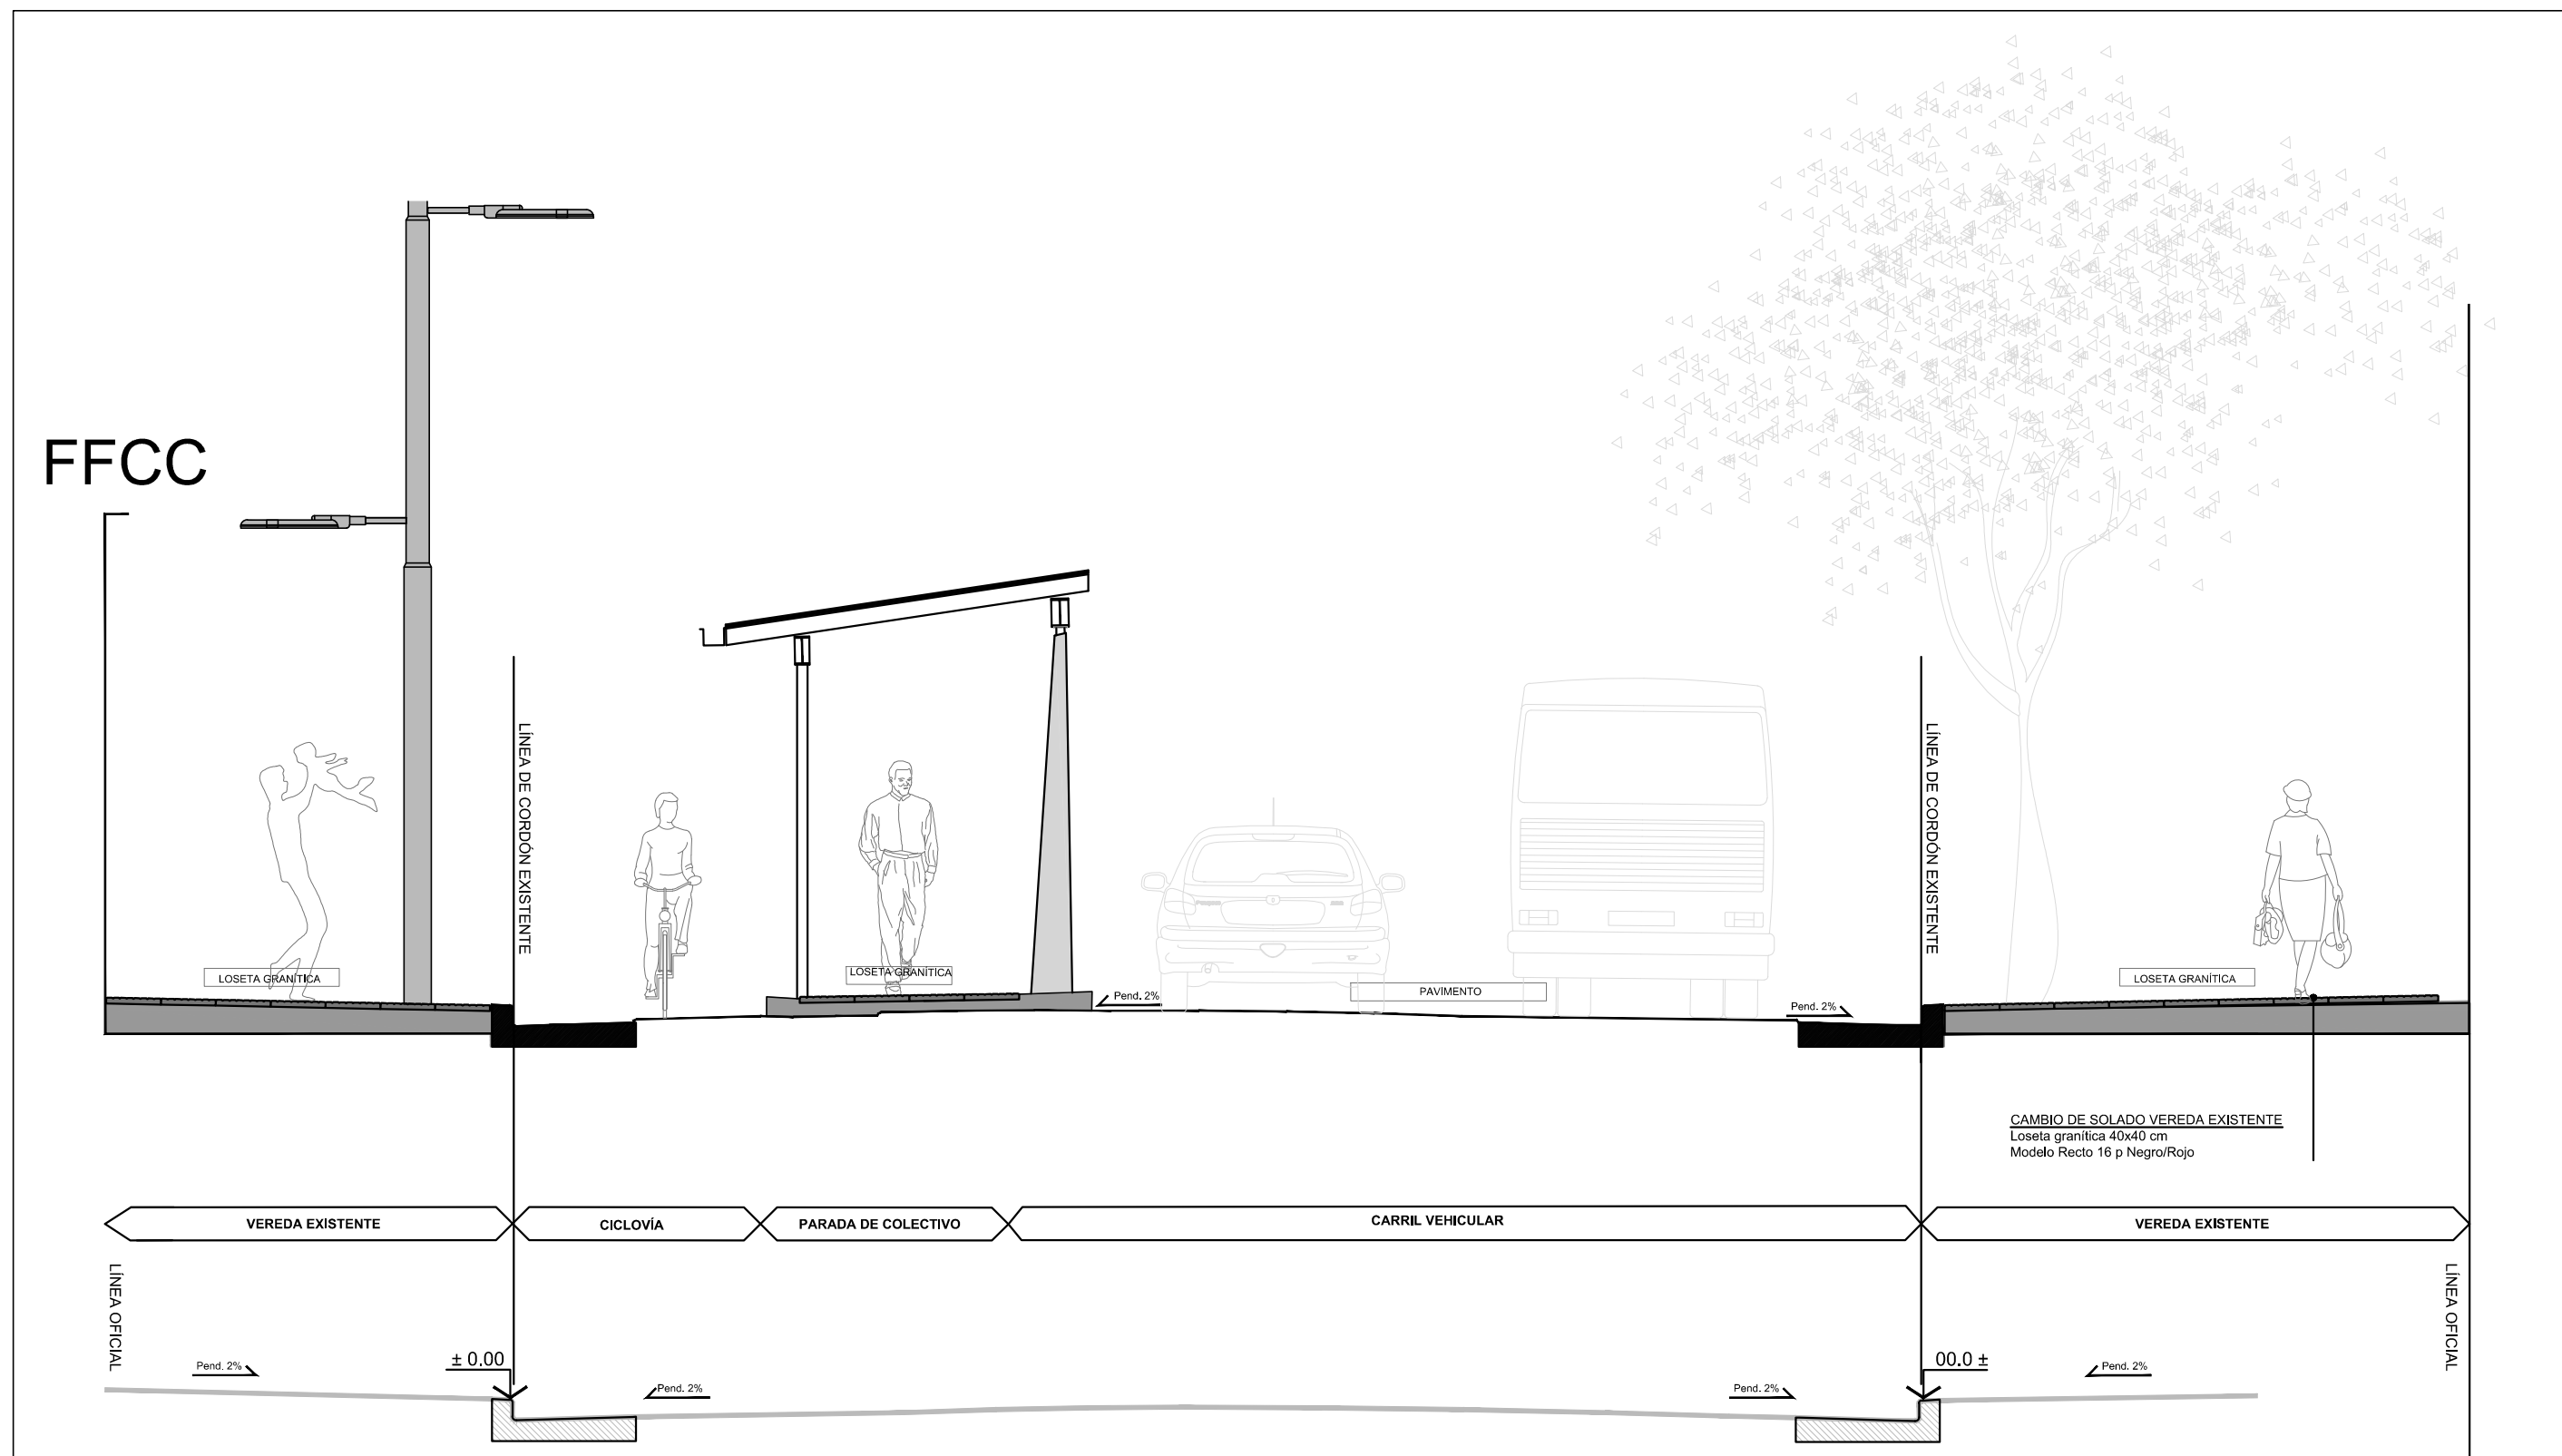 FFCC
LÍNEA DE CORDÓN EXISTENTE
LÍNEA DE CORDÓN EXISTENTE
LOSETA GRANÍTICA
LOSETA GRANÍTICA
Pend. 2%
PAVIMENTO
Pend. 2%
LOSETA GRANÍTICA
CAMBIO DE SOLADO VEREDA EXISTENTE
Loseta granítica 40x40 cm
Modelo Recto 16 p Negro/Rojo
VEREDA EXISTENTE
CICLOVÍA
PARADA DE COLECTIVO
CARRIL VEHICULAR
VEREDA EXISTENTE
LÍNEA OFICIAL
LÍNEA OFICIAL
Pend. 2%
± 0.00
Pend. 2%
Pend. 2%
00.0 ±
Pend. 2%